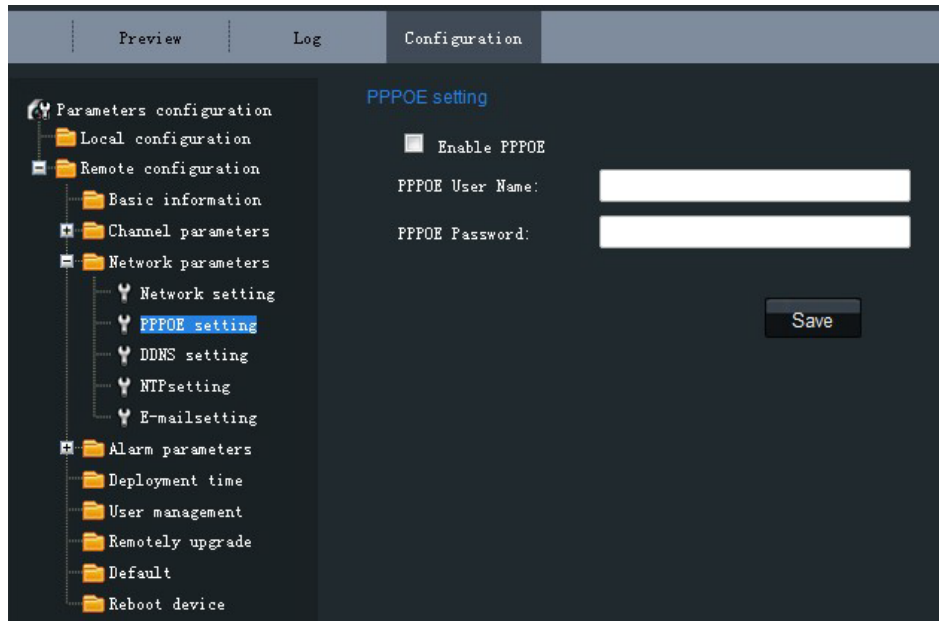 Preview Log Configuration
Parameters configuration
Local configuration
Remote configuration
Basic information
Channel parameters
Network parameters
Network setting
PPPOE setting
DDNS setting
NTPsetting
E-mailsetting
Alarm parameters
Deployment time
User management
Remotely upgrade
Default
Reboot device
PPPOE setting
Enable PPPOE
PPPOE User Name:
PPPOE Password:
Save